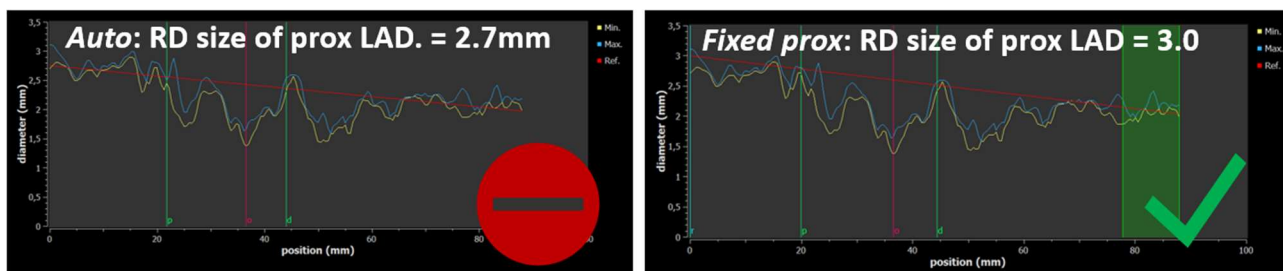 Auto: RD size of prox LAD. = 2.7mm
Min.
Max.
Ref.
diameter (mm)
3,5
3
2,5
2
1,5
1
0,5
0
p
o
d
0
20
40
60
80
position (mm)
Fixed prox: RD size of prox LAD = 3.0
Min.
Max.
Ref.
diameter (mm)
3,5
3
2,5
2
1,5
1
0,5
0
r
p
o
d
0
20
40
60
80
100
position (mm)